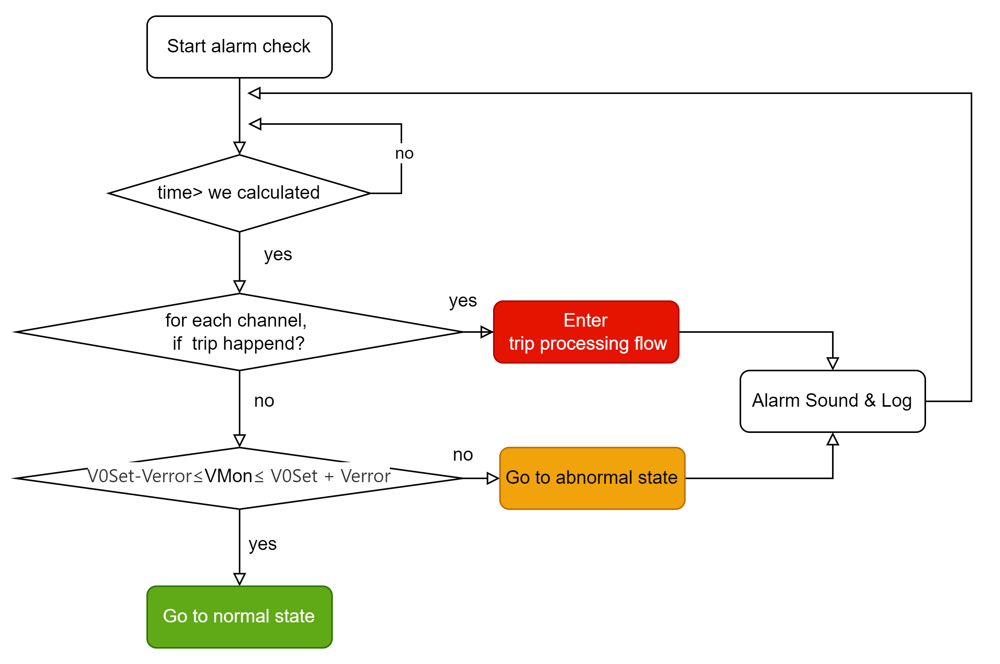 Start alarm check
no
time> we calculated
yes
for each channel,
if  trip happend?
yes
Enter
trip processing flow
no
Alarm Sound & Log
V0Set-Verror≤VMon≤ V0Set + Verror
no
Go to abnormal state
yes
Go to normal state